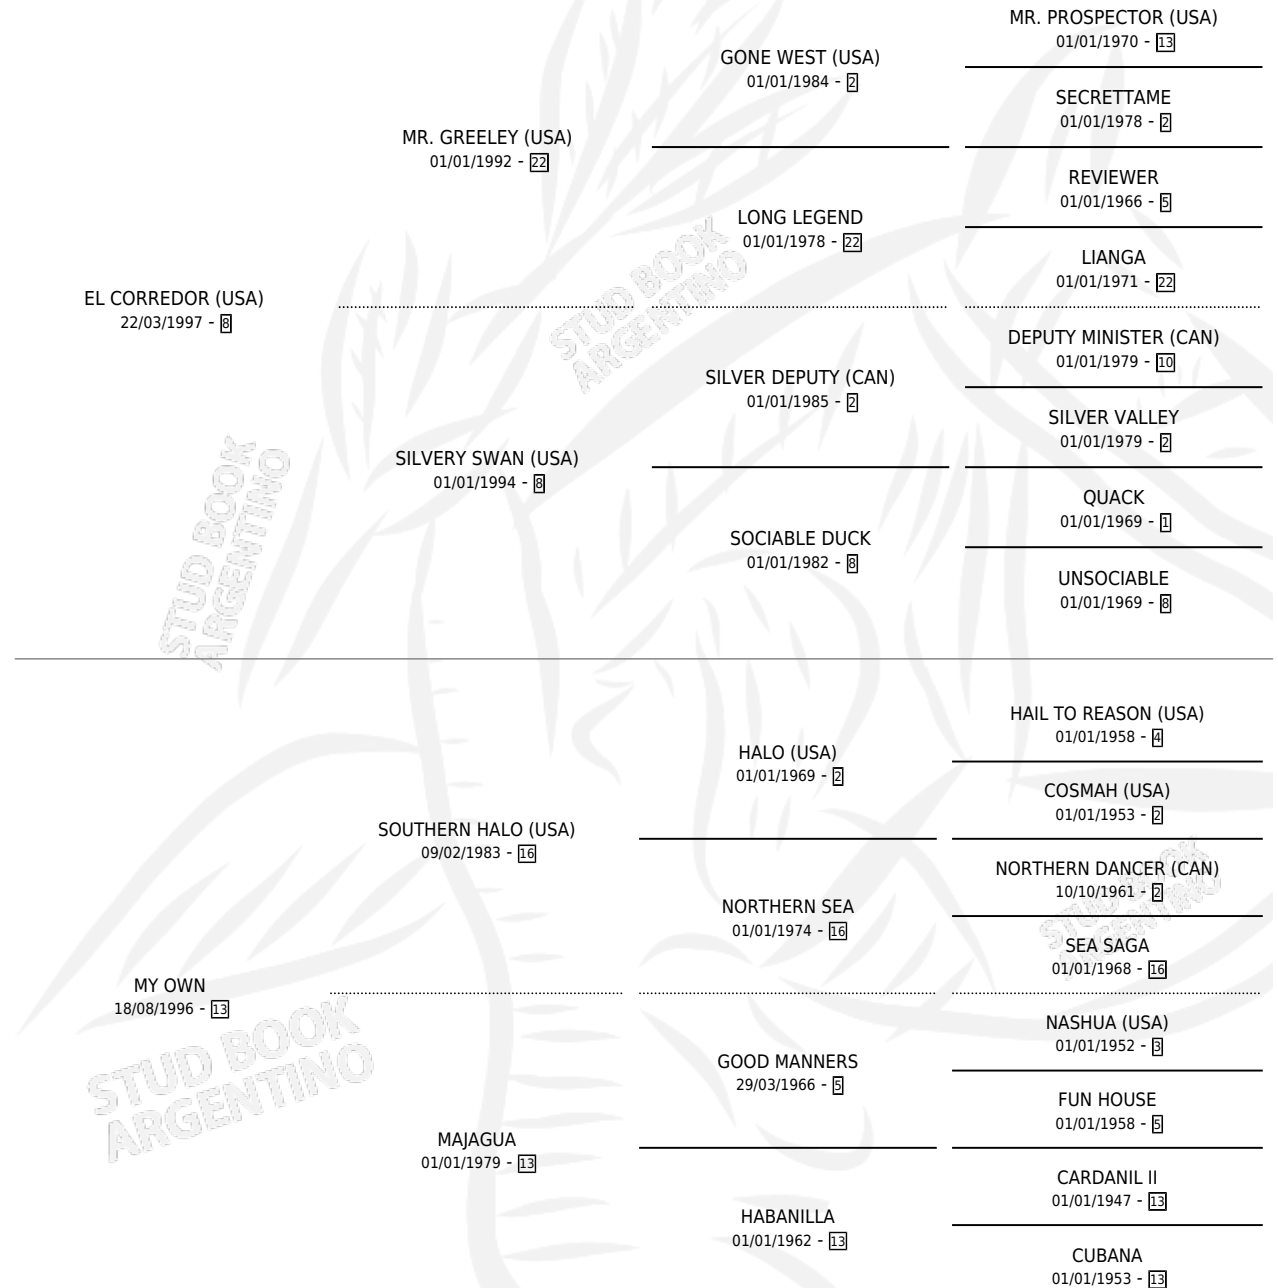 MR. PROSPECTOR (USA)
01/01/1970 - 13
GONE WEST (USA)
01/01/1984 - 2
SECRETTAME
01/01/1978 - 2
MR. GREELEY (USA)
01/01/1992 - 22
REVIEWER
01/01/1966 - 5
LONG LEGEND
01/01/1978 - 22
LIANGA
01/01/1971 - 22
EL CORREDOR (USA)
22/03/1997 - 8
DEPUTY MINISTER (CAN)
01/01/1979 - 10
SILVER DEPUTY (CAN)
01/01/1985 - 2
SILVER VALLEY
01/01/1979 - 2
SILVERY SWAN (USA)
01/01/1994 - 8
QUACK
01/01/1969 - 1
SOCIABLE DUCK
01/01/1982 - 8
UNSOCIABLE
01/01/1969 - 8
HAIL TO REASON (USA)
01/01/1958 - 4
HALO (USA)
01/01/1969 - 2
COSMAH (USA)
01/01/1953 - 2
SOUTHERN HALO (USA)
09/02/1983 - 16
NORTHERN DANCER (CAN)
10/10/1961 - 2
NORTHERN SEA
01/01/1974 - 16
SEA SAGA
01/01/1968 - 16
MY OWN
18/08/1996 - 13
NASHUA (USA)
01/01/1952 - 3
GOOD MANNERS
29/03/1966 - 5
FUN HOUSE
01/01/1958 - 5
MAJAGUA
01/01/1979 - 13
CARDANIL II
01/01/1947 - 13
HABANILLA
01/01/1962 - 13
CUBANA
01/01/1953 - 13
STUD BOOK
ARGENTINO
STUD BOOK
ARGENTINO
STUD BOOK
ARGENTINO
STUD BOOK
ARGENTINO